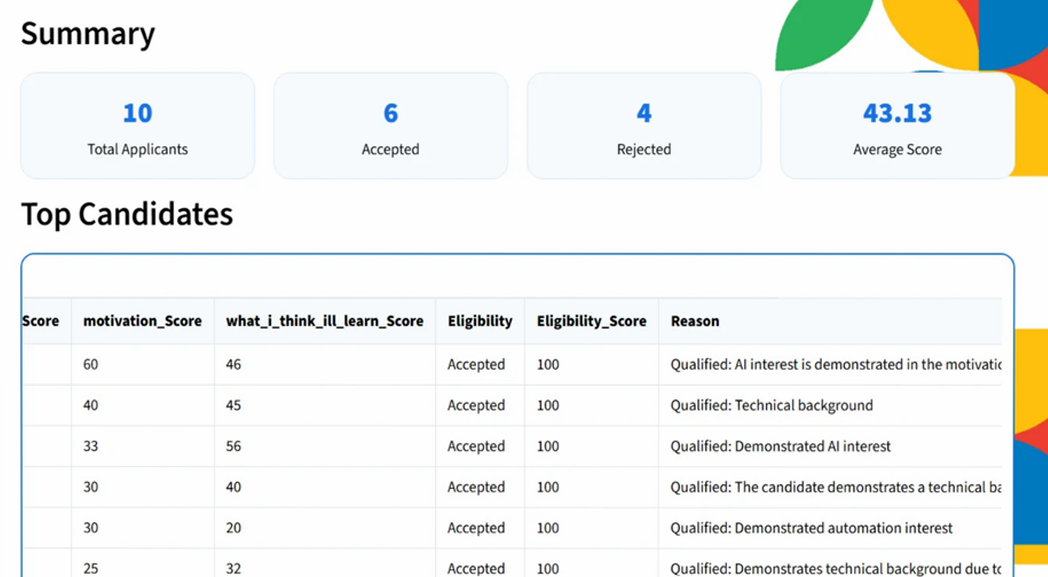 Summary
10 6 4 43.13
Total Applicants Accepted Rejected Average Score
Top Candidates
Score motivation_Score what_i_think_ill_learn_Score Eligibility Eligibility_Score Reason
60 46 Accepted 100 Qualified: AI interest is demonstrated in the
40 45 Accepted 100 Qualified: Technical background
33 56 Accepted 100 Qualified: Demonstrated AI interest
30 40 Accepted 100 Qualified: The candidate demonstrates a technical
30 20 Accepted 100 Qualified: Demonstrated automation interest
25 32 Accepted 100 Qualified: Demonstrates technical background due